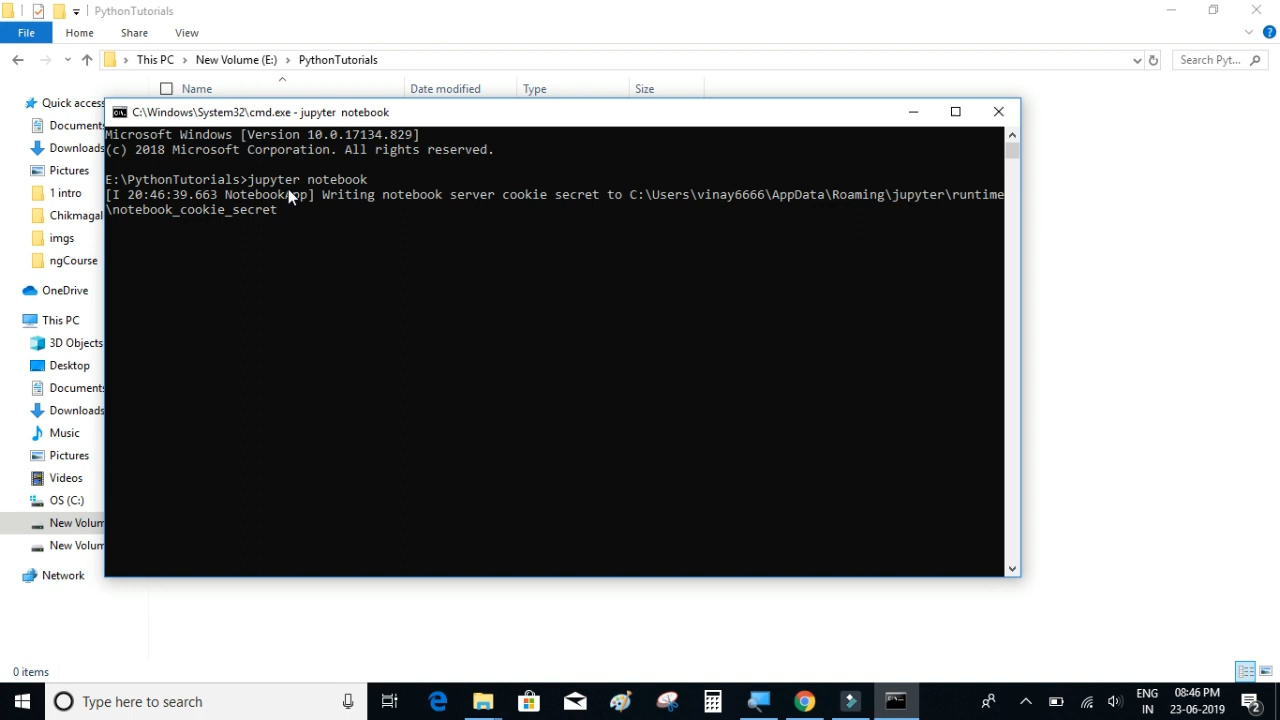 PythonTutorials
File Home Share View
This PC New Volume (E:) PythonTutorials
Search Pyt...
Name Date modified Type Size
Quick access
Document
Downloads
Pictures
1 intro
Chikmagal
imgs
ngCourse
OneDrive
This PC
3D Objects
Desktop
Document
Downloads
Music
Pictures
Videos
OS (C:)
New Volum
New Volum
Network
C:\Windows\System32\cmd.exe - jupyter notebook
Microsoft Windows [Version 10.0.17134.829]
(c) 2018 Microsoft Corporation. All rights reserved.
E:\PythonTutorials>jupyter notebook
[I 20:46:39.663 NotebookApp] Writing notebook server cookie secret to C:\Users\vinay6666\AppData\Roaming\jupyter\runtime
\notebook_cookie_secret
0 items
Type here to search
ENG 08:46 PM
IN 23-06-2019
2